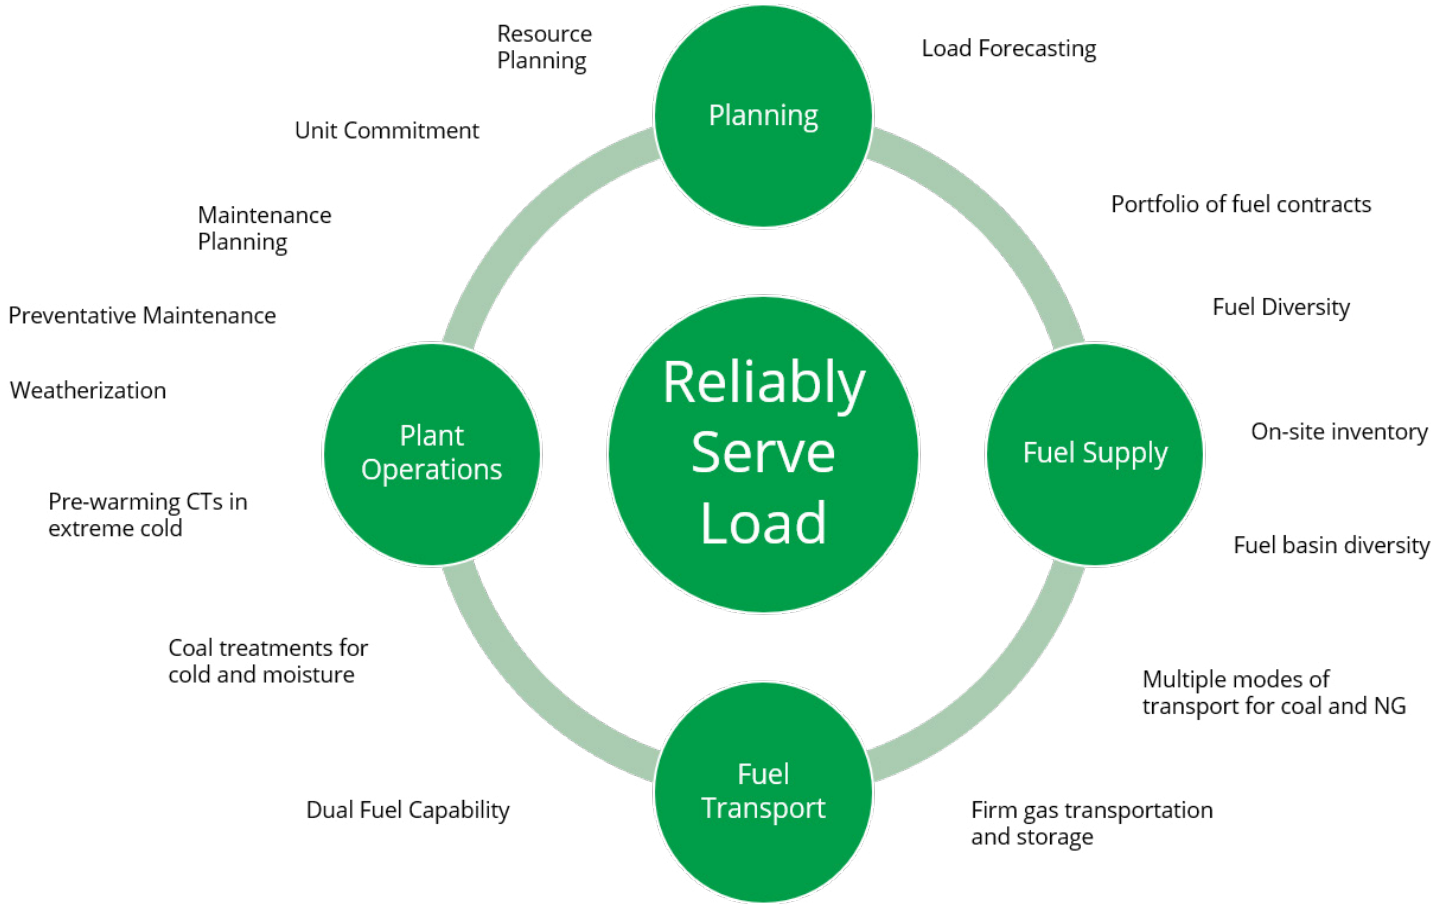 Resource
Planning
Load Forecasting
Planning
Unit Commitment
Portfolio of fuel contracts
Maintenance
Planning
Fuel Diversity
Preventative Maintenance
Weatherization
Reliably
Serve
Load
Plant
Operations
Fuel Supply
On-site inventory
Pre-warming CTs in
extreme cold
Fuel basin diversity
Coal treatments for
cold and moisture
Multiple modes of
transport for coal and NG
Fuel
Transport
Dual Fuel Capability
Firm gas transportation
and storage